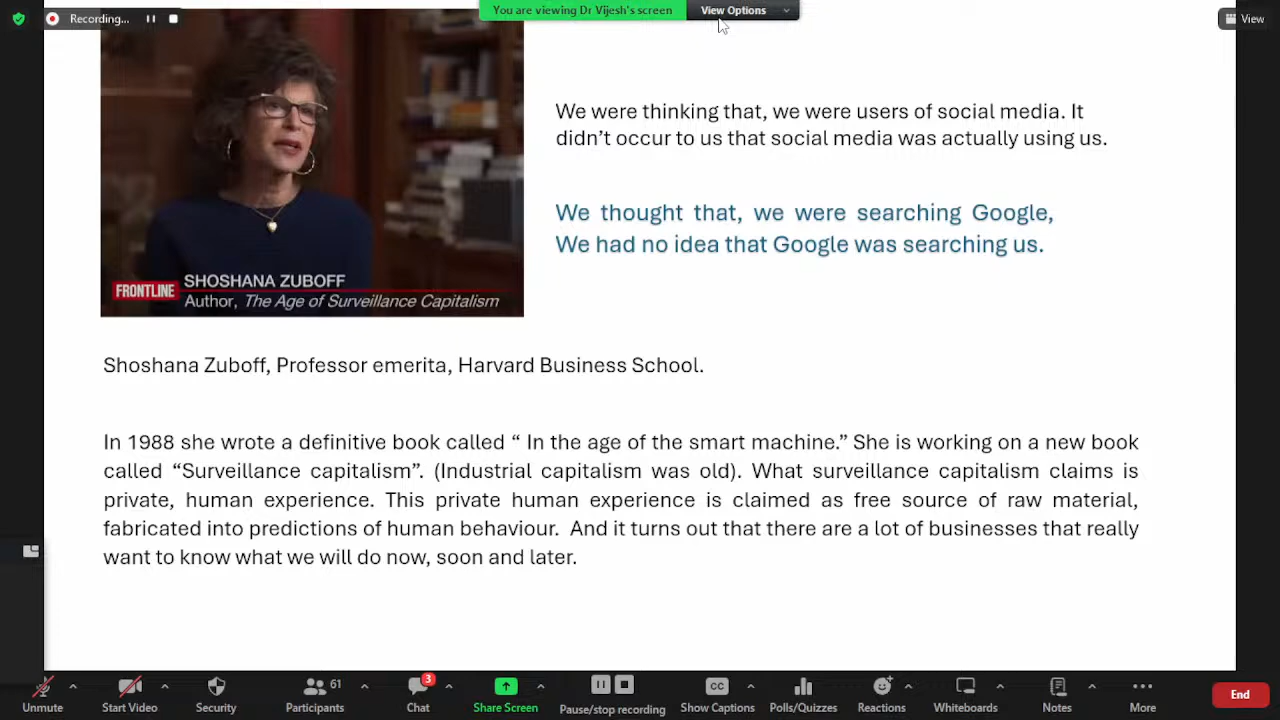 Recording...
You are viewing Dr Vijesh's screen
View Options
View
We were thinking that, we were users of social media. It
didn't occur to us that social media was actually using us.
We thought that, we were searching Google,
We had no idea that Google was searching us.
FRONTLINE
SHOSHANA ZUBOFF
Author, The Age of Surveillance Capitalism
Shoshana Zuboff, Professor emerita, Harvard Business School.
In 1988 she wrote a definitive book called “ In the age of the smart machine.” She is working on a new book
called “Surveillance capitalism”. (Industrial capitalism was old). What surveillance capitalism claims is
private, human experience. This private human experience is claimed as free source of raw material,
fabricated into predictions of human behaviour. And it turns out that there are a lot of businesses that really
want to know what we will do now, soon and later.
Unmute
Start Video
Security
61
Participants
3
Chat
Share Screen
Pause/stop recording
CC
Show Captions
Polls/Quizzes
Reactions
Whiteboards
Notes
More
End